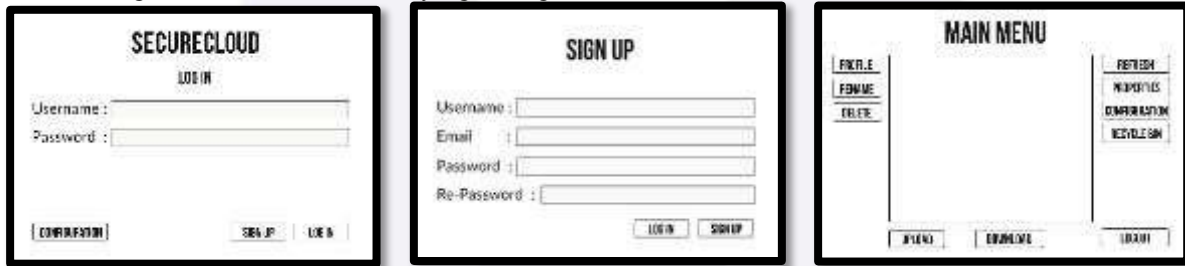 SECURECLOUD
LOG IN
Username :
Password :
CONFIGURATION
SIGN UP
LOG IN
SIGN UP
Username :
Email :
Password :
Re-Password :
LOG IN
SIGN UP
MAIN MENU
PROFILE
RENAME
DELETE
REFRESH
PROPERTIES
CONFIGURATION
RECYCLE BIN
UPLOAD
DOWNLOAD
LOGOUT